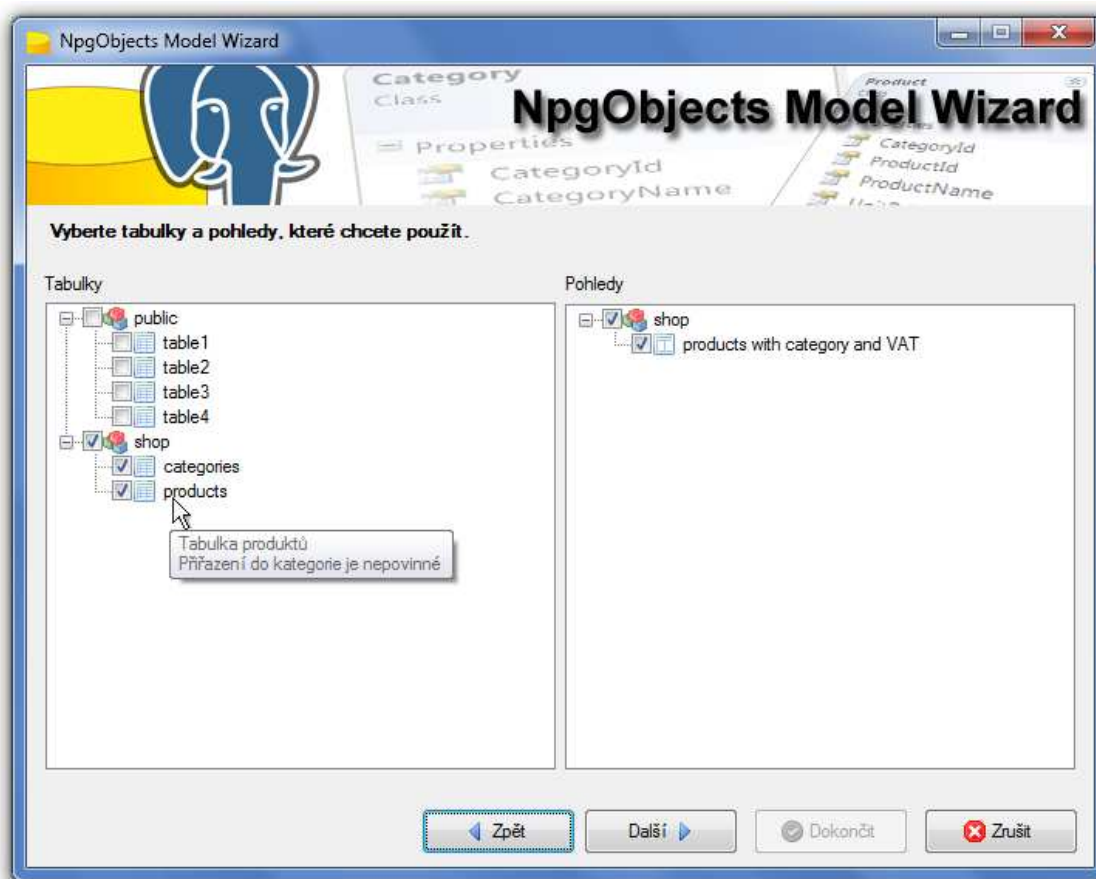 NpgObjects Model Wizard
Category
Class
Properties
CategoryId
CategoryName
NpgObjects Model Wizard
Product
CategoryId
ProductId
ProductName
Vyberte tabulky a pohledy, které chcete použít.
Tabulky
public
table1
table2
table3
table4
shop
categories
products
Tabulka produktů
Přiřazení do kategorie je nepovinné
Pohledy
shop
products with category and VAT
Zpět
Další
Dokončit
Zrušit